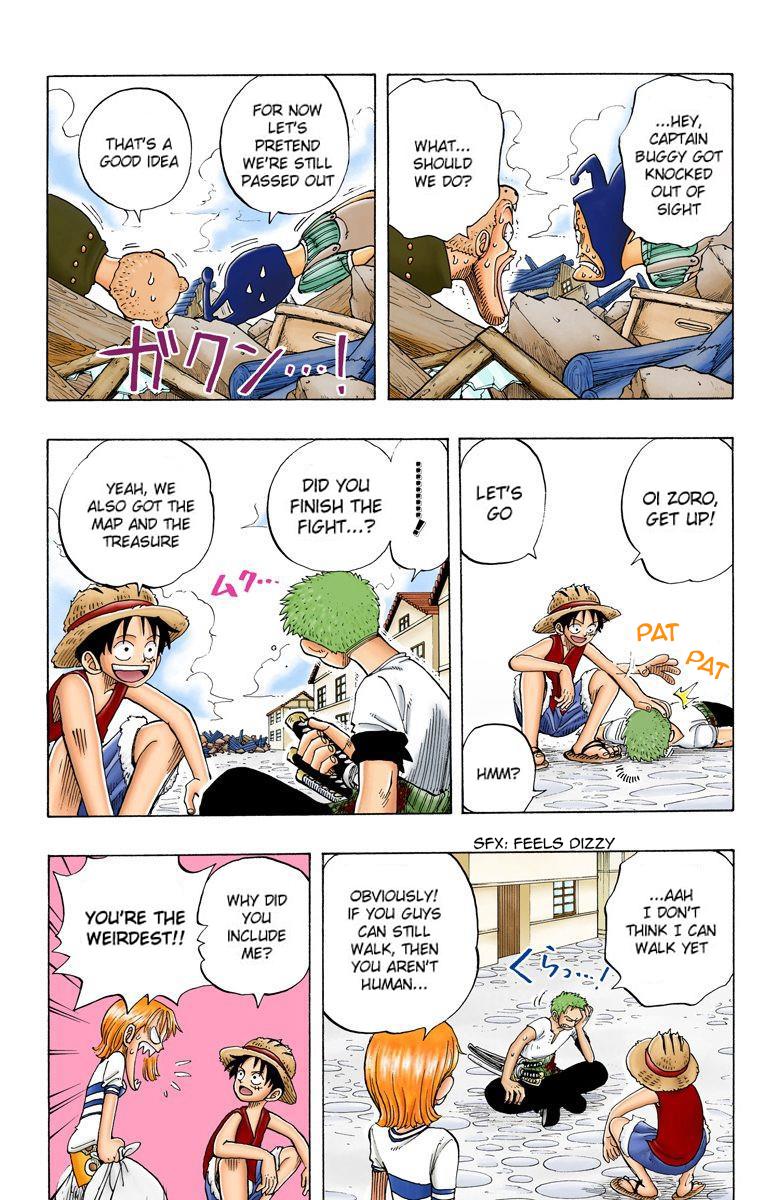 ...HEY,
CAPTAIN
BUGGY GOT
KNOCKED
OUT OF
SIGHT
WHAT...
SHOULD
WE DO?
FOR NOW
LET'S
PRETEND
WE'RE STILL
PASSED OUT
THAT'S A
GOOD IDEA
ガクン...!
OI ZORO,
GET UP!
LET'S
GO
PAT
PAT
HMM?
.........!
DID YOU
FINISH THE
FIGHT...?
ムク...
YEAH, WE
ALSO GOT THE
MAP AND THE
TREASURE
SFX: FEELS DIZZY
...AAH
I DON'T
THINK I CAN
WALK YET
くらっ...!
OBVIOUSLY!
IF YOU GUYS
CAN STILL
WALK, THEN
YOU AREN'T
HUMAN...
WHY DID
YOU
INCLUDE
ME?
YOU'RE THE
WEIRDEST!!